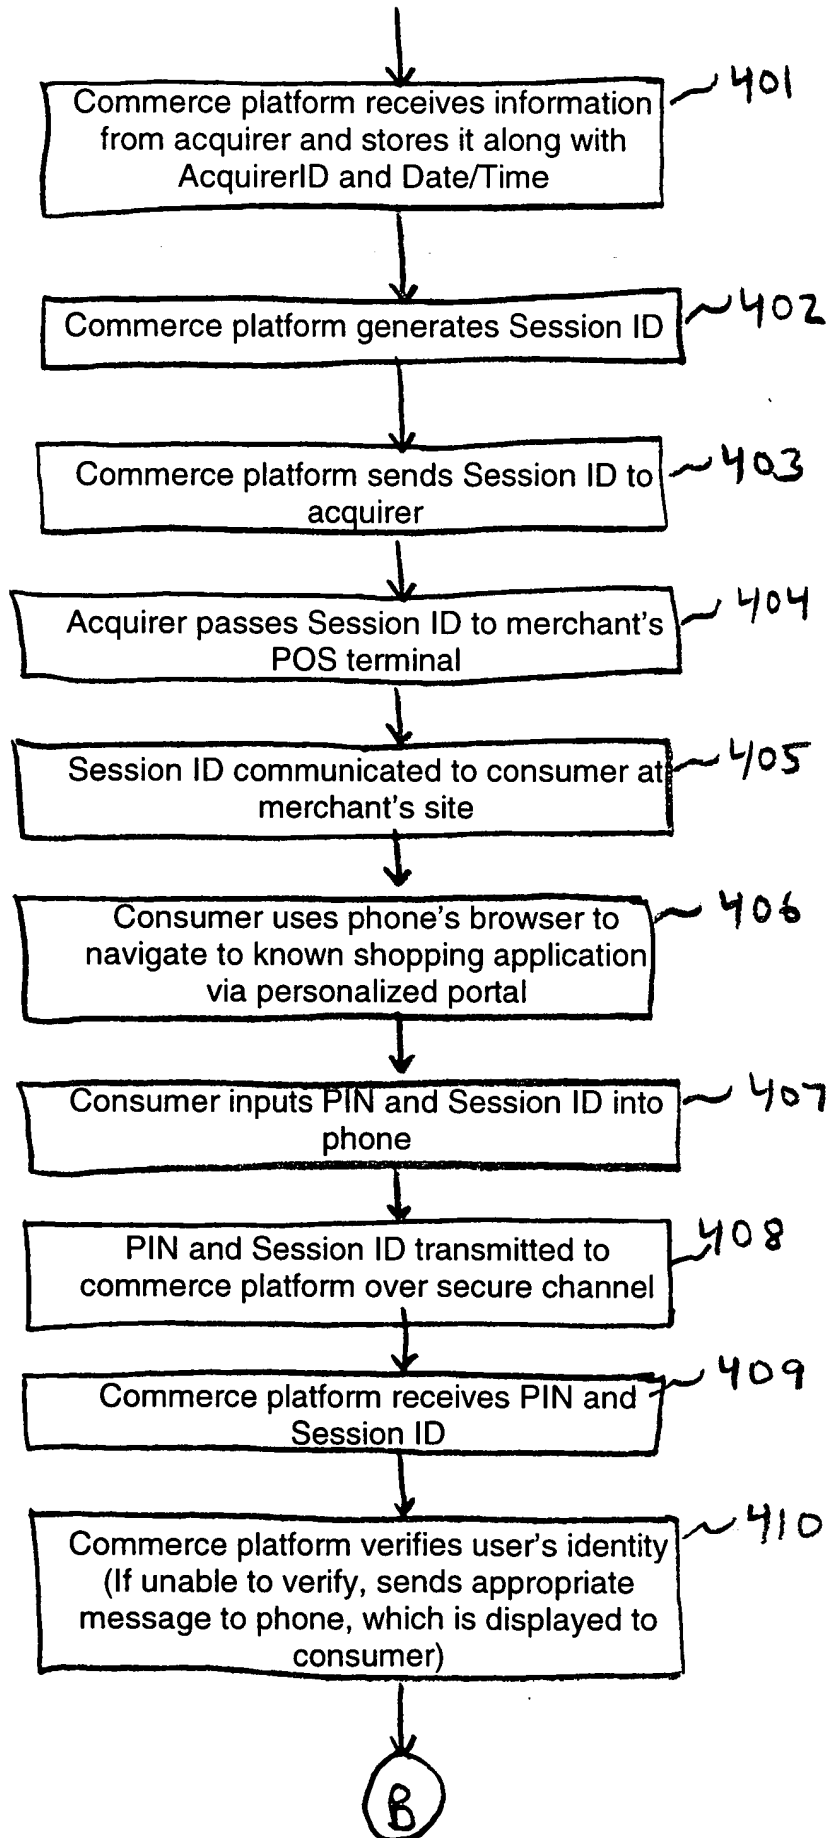 401
Commerce platform receives information
from acquirer and stores it along with
AcquirerID and Date/Time
402
Commerce platform generates Session ID
403
Commerce platform sends Session ID to
acquirer
404
Acquirer passes Session ID to merchant's
POS terminal
405
Session ID communicated to consumer at
merchant's site
406
Consumer uses phone's browser to
navigate to known shopping application
via personalized portal
407
Consumer inputs PIN and Session ID into
phone
408
PIN and Session ID transmitted to
commerce platform over secure channel
409
Commerce platform receives PIN and
Session ID
410
Commerce platform verifies user's identity
(If unable to verify, sends appropriate
message to phone, which is displayed to
consumer)
B